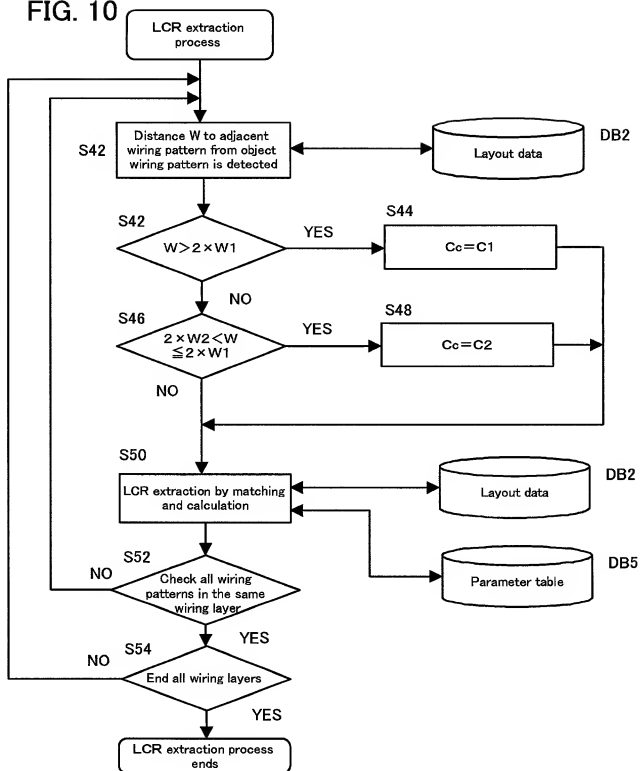 FIG. 10
LCR extraction
process
S42
Distance W to adjacent
wiring pattern from object
wiring pattern is detected
DB2
Layout data
S42
W>2×W1
YES
S44
Cc=C1
NO
S46
2×W2<W
≦2×W1
YES
S48
Cc=C2
NO
S50
LCR extraction by matching
and calculation
DB2
Layout data
DB5
Parameter table
S52
NO
Check all wiring
patterns in the same
wiring layer
YES
S54
NO
End all wiring layers
YES
LCR extraction process
ends